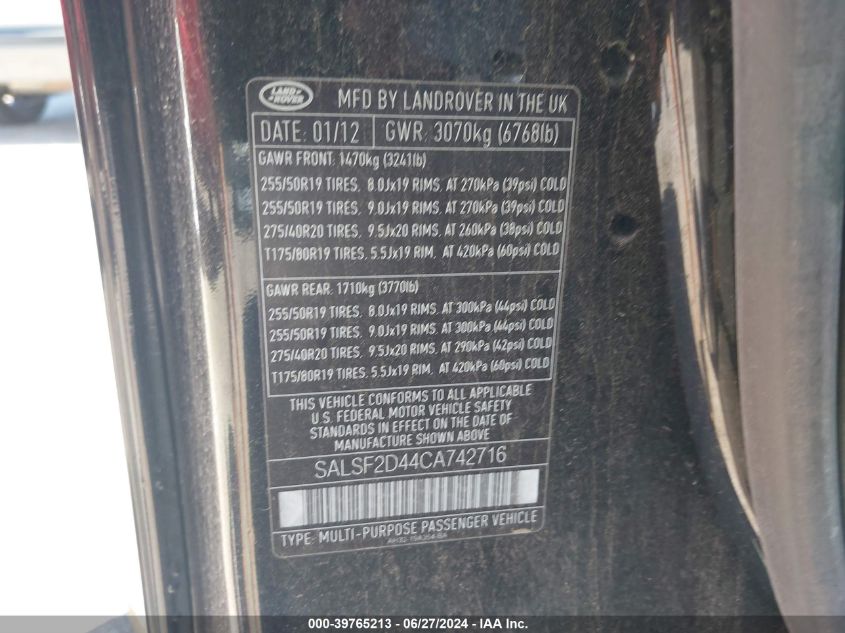 LAND ROVER MFD BY LANDROVER IN THE UK
DATE: 01/12 GWR: 3070kg (6768lb)
GAWR FRONT: 1470kg (3241lb)
255/50R19 TIRES, 8.0Jx19 RIMS, AT 270kPa (39psi) COLD
255/50R19 TIRES, 9.0Jx19 RIMS, AT 270kPa (39psi) COLD
275/40R20 TIRES, 9.5Jx20 RIMS, AT 260kPa (38psi) COLD
T175/80R19 TIRES, 5.5Jx19 RIM, AT 420kPa (60psi) COLD
GAWR REAR: 1710kg (3770lb)
255/50R19 TIRES, 8.0Jx19 RIMS, AT 300kPa (44psi) COLD
255/50R19 TIRES, 9.0Jx19 RIMS, AT 300kPa (44psi) COLD
275/40R20 TIRES, 9.5Jx20 RIMS, AT 290kPa (42psi) COLD
T175/80R19 TIRES, 5.5Jx19 RIM, AT 420kPa (60psi) COLD
THIS VEHICLE CONFORMS TO ALL APPLICABLE
U.S. FEDERAL MOTOR VEHICLE SAFETY
STANDARDS IN EFFECT ON THE DATE OF
MANUFACTURE SHOWN ABOVE
SALSF2D44CA742716
TYPE: MULTI-PURPOSE PASSENGER VEHICLE
000-39765213 - 06/27/2024 - IAA Inc.